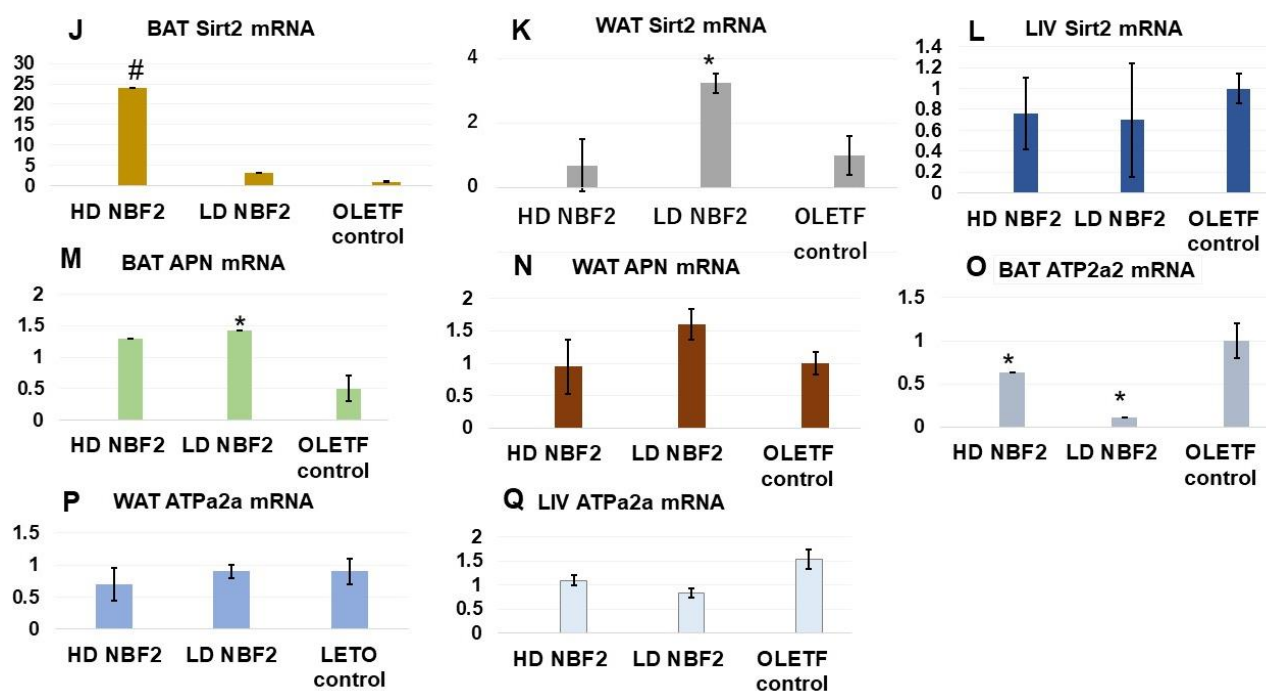 J BAT Sirt2 mRNA
30
25
20
15
10
5
0
#
HD NBF2 LD NBF2 OLETF
control
K WAT Sirt2 mRNA
4
2
0
*
HD NBF2 LD NBF2 OLETF
control
L LIV Sirt2 mRNA
1.4
1.2
1
0.8
0.6
0.4
0.2
0
HD NBF2 LD NBF2 OLETF
control
M BAT APN mRNA
2
1.5
1
0.5
0
*
HD NBF2 LD NBF2 OLETF
control
N WAT APN mRNA
2
1.5
1
0.5
0
HD NBF2 LD NBF2 OLETF
control
O BAT ATP2a2 mRNA
1.5
1
0.5
0
*
*
HD NBF2 LD NBF2 OLETF
control
P WAT ATPa2a mRNA
1.5
1
0.5
0
HD NBF2 LD NBF2 LETO
control
Q LIV ATPa2a mRNA
2
1.5
1
0.5
0
HD NBF2 LD NBF2 OLETF
control